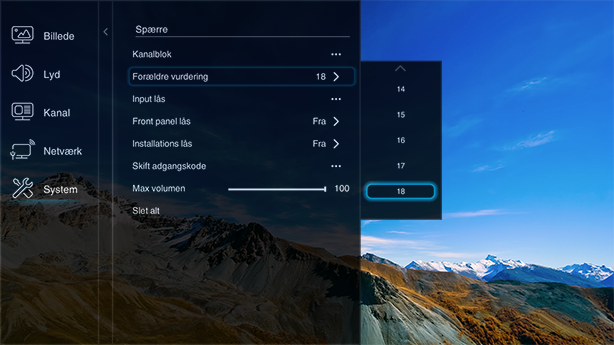 Billede
Lyd
Kanal
Netværk
System
Spærre
Kanalblok ···
Forældre vurdering 18
Input lås ···
Front panel lås Fra
Installations lås Fra
Skift adgangskode ···
Max volumen 100
Slet alt
14
15
16
17
18